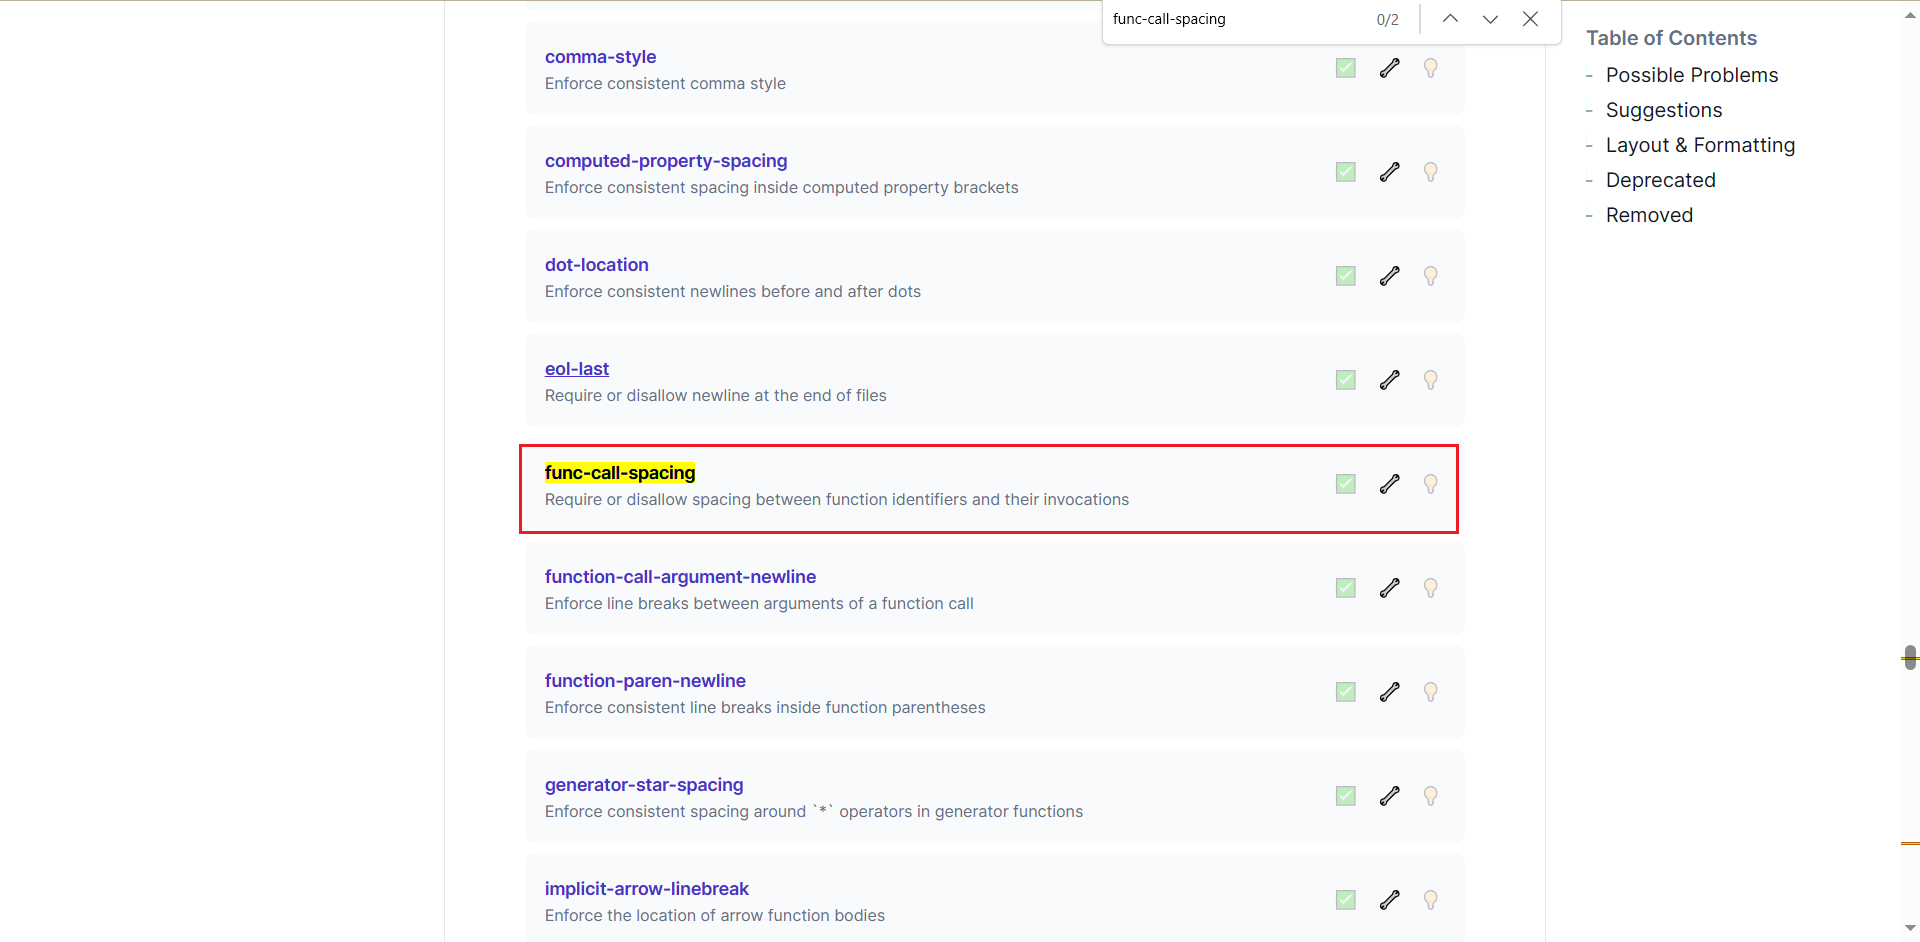 func-call-spacing
0/2
comma-style
Enforce consistent comma style
computed-property-spacing
Enforce consistent spacing inside computed property brackets
dot-location
Enforce consistent newlines before and after dots
eol-last
Require or disallow newline at the end of files
func-call-spacing
Require or disallow spacing between function identifiers and their invocations
function-call-argument-newline
Enforce line breaks between arguments of a function call
function-paren-newline
Enforce consistent line breaks inside function parentheses
generator-star-spacing
Enforce consistent spacing around `*` operators in generator functions
implicit-arrow-linebreak
Enforce the location of arrow function bodies
Table of Contents
- Possible Problems
- Suggestions
- Layout & Formatting
- Deprecated
- Removed